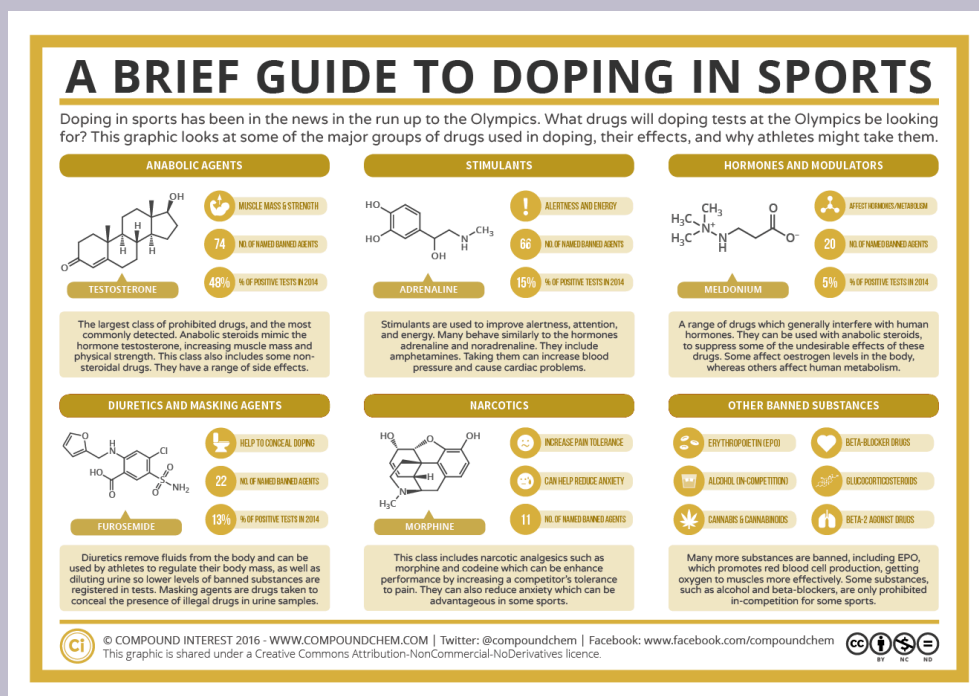 A BRIEF GUIDE TO DOPING IN SPORTS
Doping in sports has been in the news in the run up to the Olympics. What drugs will doping tests at the Olympics be looking
for? This graphic looks at some of the major groups of drugs used in doping, their effects, and why athletes might take them.
ANABOLIC AGENTS
OH
H
H
H
O
MUSCLE MASS & STRENGTH
74 NO. OF NAMED BANNED AGENTS
48% % OF POSITIVE TESTS IN 2014
TESTOSTERONE
The largest class of prohibited drugs, and the most
commonly detected. Anabolic steroids mimic the
hormone testosterone, increasing muscle mass and
physical strength. This class also includes some non-
steroidal drugs. They have a range of side effects.
STIMULANTS
HO
HO
OH
N
H
CH3
! ALERTNESS AND ENERGY
66 NO. OF NAMED BANNED AGENTS
15% % OF POSITIVE TESTS IN 2014
ADRENALINE
Stimulants are used to improve alertness, attention,
and energy. Many behave similarly to the hormones
adrenaline and noradrenaline. They include
amphetamines. Taking them can increase blood
pressure and cause cardiac problems.
HORMONES AND MODULATORS
CH3
H3C
N+
H3C
N
H
O
O-
AFFECT HORMONES/METABOLISM
20 NO. OF NAMED BANNED AGENTS
5% % OF POSITIVE TESTS IN 2014
MELDONIUM
A range of drugs which generally interfere with human
hormones. They can be used with anabolic steroids,
to suppress some of the undesirable effects of these
drugs. Some affect oestrogen levels in the body,
whereas others affect human metabolism.
DIURETICS AND MASKING AGENTS
O
H
N
Cl
HO
O
O
S
O
NH2
HELP TO CONCEAL DOPING
22 NO. OF NAMED BANNED AGENTS
13% % OF POSITIVE TESTS IN 2014
FUROSEMIDE
Diuretics remove fluids from the body and can be
used by athletes to regulate their body mass, as well as
diluting urine so lower levels of banned substances are
registered in tests. Masking agents are drugs taken to
conceal the presence of illegal drugs in urine samples.
NARCOTICS
HO
O
OH
H
N
H3C
INCREASE PAIN TOLERANCE
CAN HELP REDUCE ANXIETY
11 NO. OF NAMED BANNED AGENTS
MORPHINE
This class includes narcotic analgesics such as
morphine and codeine which can be enhance
performance by increasing a competitor's tolerance
to pain. They can also reduce anxiety which can be
advantageous in some sports.
OTHER BANNED SUBSTANCES
ERYTHROPOIETIN (EPO)
BETA-BLOCKER DRUGS
ALCOHOL (IN-COMPETITION)
GLUCOCORTICOSTEROIDS
CANNABIS & CANNABINOIDS
BETA-2 AGONIST DRUGS
Many more substances are banned, including EPO,
which promotes red blood cell production, getting
oxygen to muscles more effectively. Some substances,
such as alcohol and beta-blockers, are only prohibited
in-competition for some sports.
Ci
© COMPOUND INTEREST 2016 - WWW.COMPOUNDCHEM.COM | Twitter: @compoundchem | Facebook: www.facebook.com/compoundchem
This graphic is shared under a Creative Commons Attribution-NonCommercial-NoDerivatives licence.
cc
BY NC ND